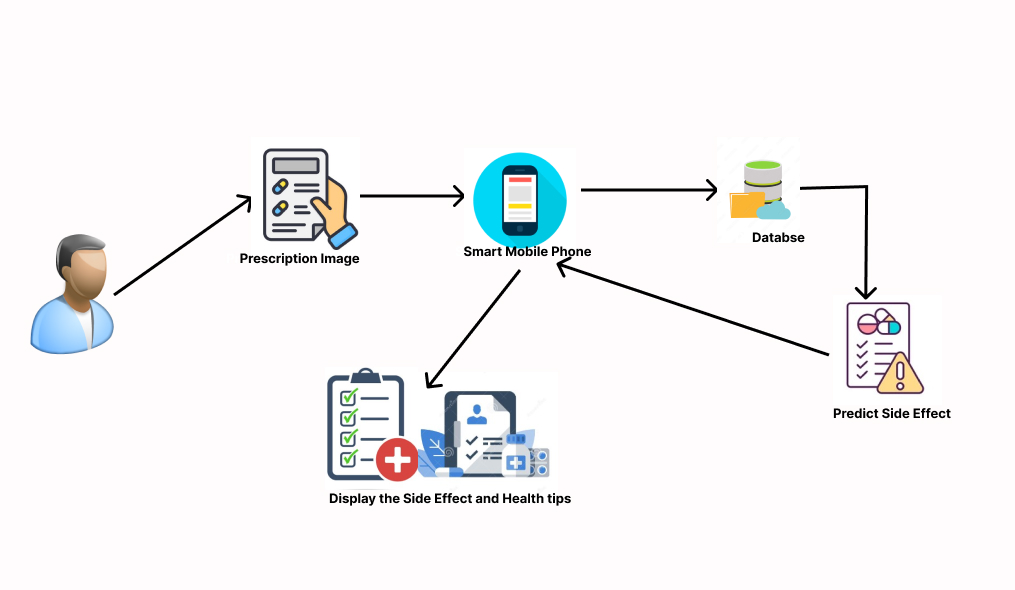 Prescription Image
Smart Mobile Phone
Databse
Predict Side Effect
Display the Side Effect and Health tips